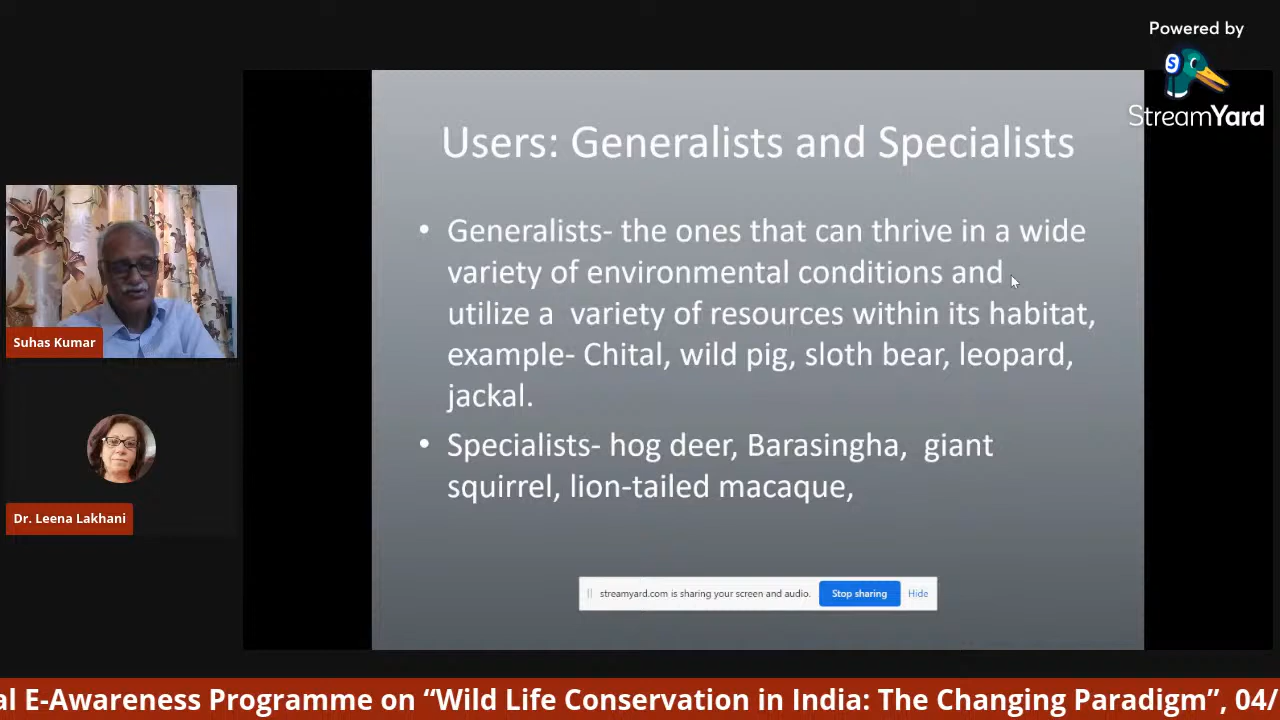 Powered by
S
StreamYard
Users: Generalists and Specialists
• Generalists- the ones that can thrive in a wide
variety of environmental conditions and
utilize a variety of resources within its habitat,
example- Chital, wild pig, sloth bear, leopard,
jackal.
• Specialists- hog deer, Barasingha, giant
squirrel, lion-tailed macaque,
Suhas Kumar
Dr. Leena Lakhani
streamyard.com is sharing your screen and audio. Stop sharing Hide
al E-Awareness Programme on “Wild Life Conservation in India: The Changing Paradigm”, 04/